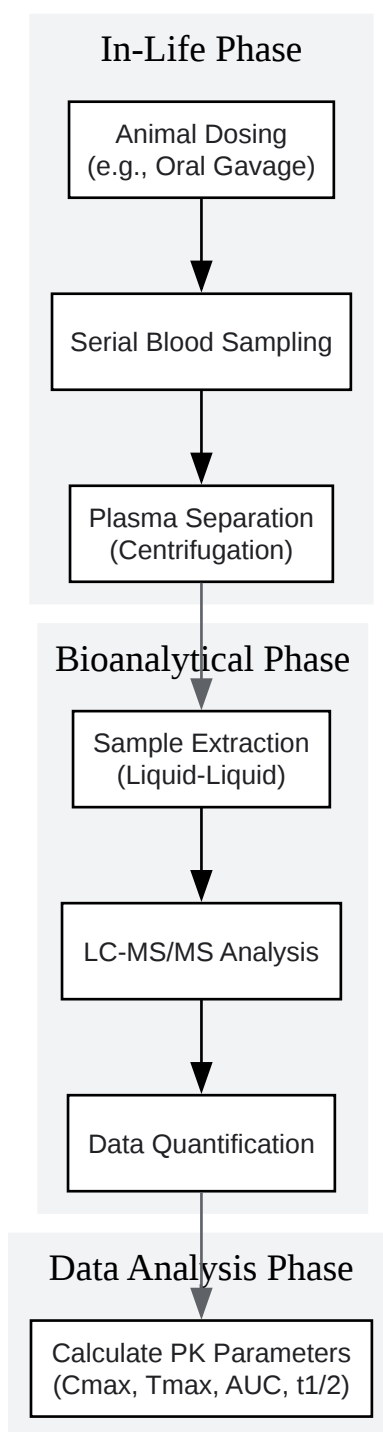 In-Life Phase
Animal Dosing
(e.g., Oral Gavage)
Serial Blood Sampling
Plasma Separation
(Centrifugation)
Bioanalytical Phase
Sample Extraction
(Liquid-Liquid)
LC-MS/MS Analysis
Data Quantification
Data Analysis Phase
Calculate PK Parameters
(Cmax, Tmax, AUC, t1/2)